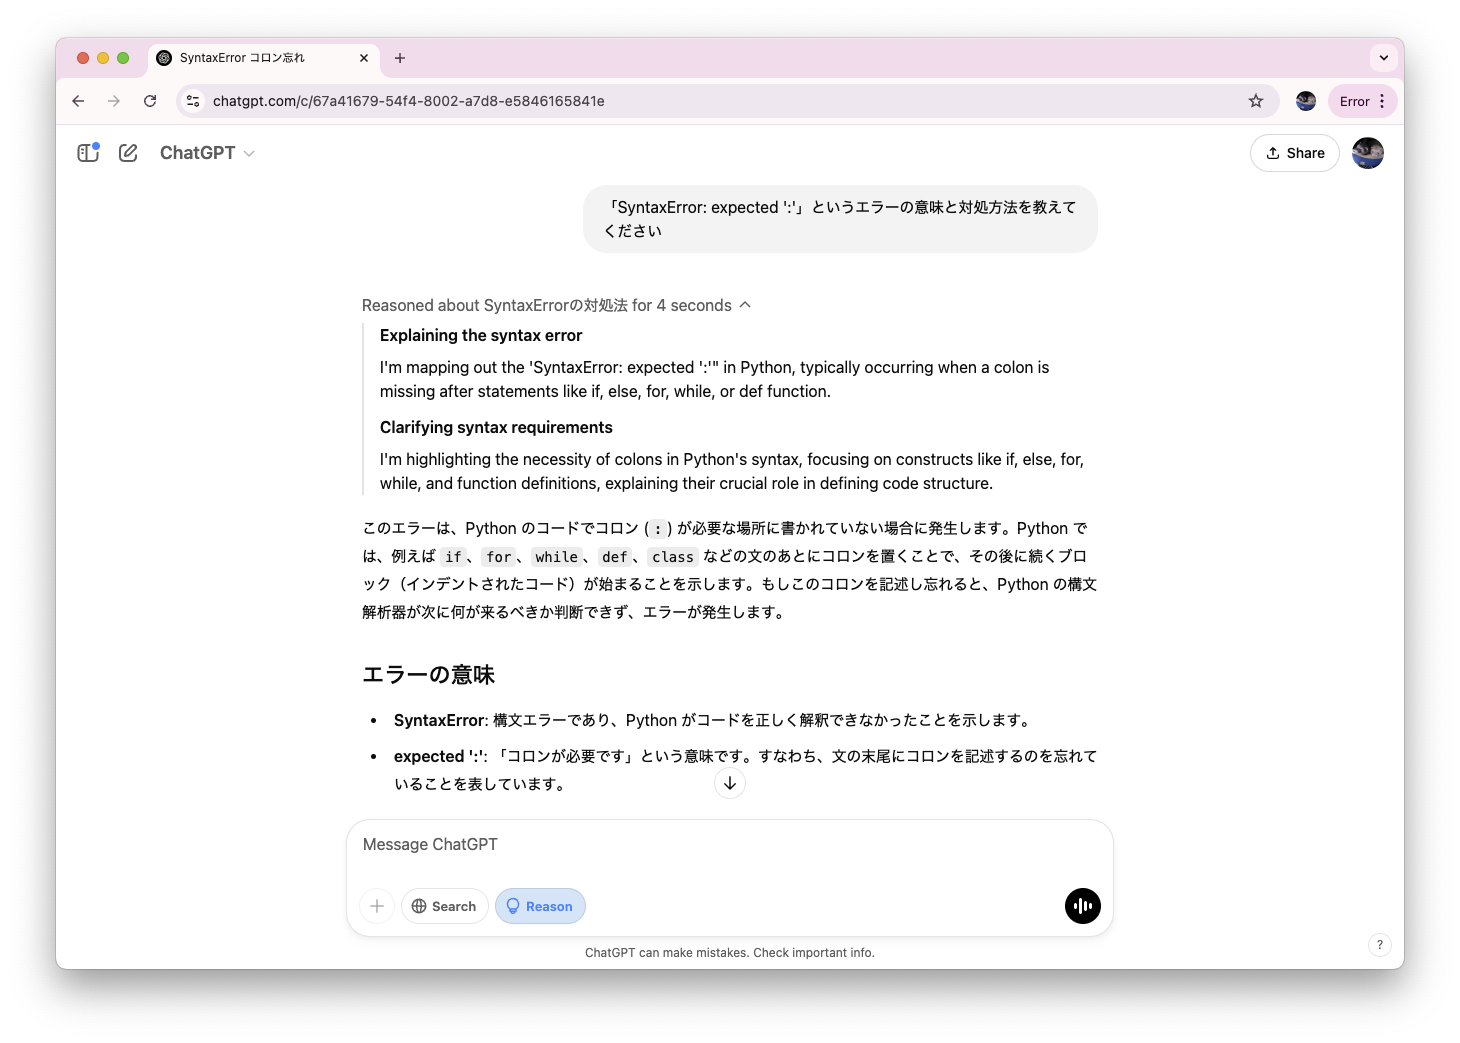 SyntaxError コロン忘れ
chatgpt.com/c/67a41679-54f4-8002-a7d8-e5846165841e
Error
ChatGPT
Share
「SyntaxError: expected ':'」というエラーの意味と対処方法を教えて
ください
Reasoned about SyntaxErrorの対処法 for 4 seconds
Explaining the syntax error
I'm mapping out the 'SyntaxError: expected ':'" in Python, typically occurring when a colon is
missing after statements like if, else, for, while, or def function.
Clarifying syntax requirements
I'm highlighting the necessity of colons in Python's syntax, focusing on constructs like if, else, for,
while, and function definitions, explaining their crucial role in defining code structure.
このエラーは、Python のコードでコロン (:) が必要な場所に書かれていない場合に発生します。Python で
は、例えば if、for、while、def、class などの文のあとにコロンを置くことで、その後に続くブロ
ック（インデントされたコード）が始まることを示します。もしこのコロンを記述し忘れると、Python の構文
解析器が次に何が来るべきか判断できず、エラーが発生します。
エラーの意味
• SyntaxError: 構文エラーであり、Python がコードを正しく解釈できなかったことを示します。
• expected ':': 「コロンが必要です」という意味です。すなわち、文の末尾にコロンを記述するのを忘れて
いることを表しています。
Message ChatGPT
Search
Reason
ChatGPT can make mistakes. Check important info.
?